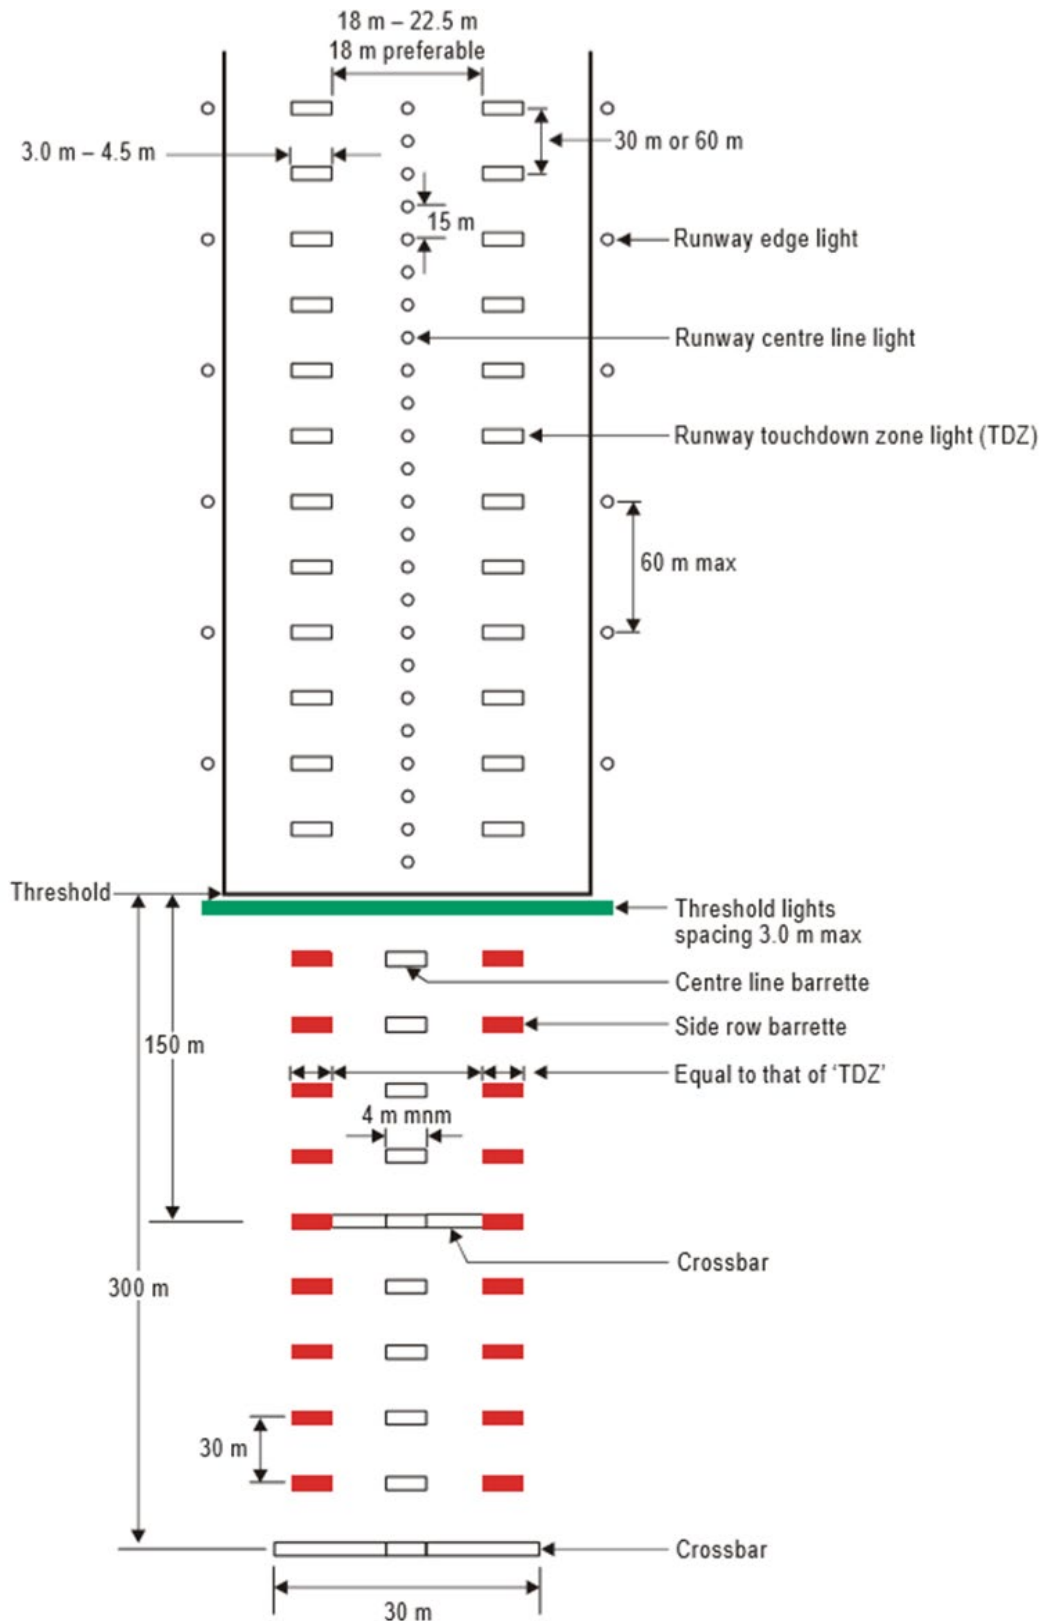 18 m – 22.5 m
18 m preferable
3.0 m – 4.5 m
30 m or 60 m
15 m
Runway edge light
Runway centre line light
Runway touchdown zone light (TDZ)
60 m max
Threshold
Threshold lights
spacing 3.0 m max
Centre line barrette
Side row barrette
150 m
Equal to that of ‘TDZ’
4 m mnm
Crossbar
300 m
30 m
Crossbar
30 m